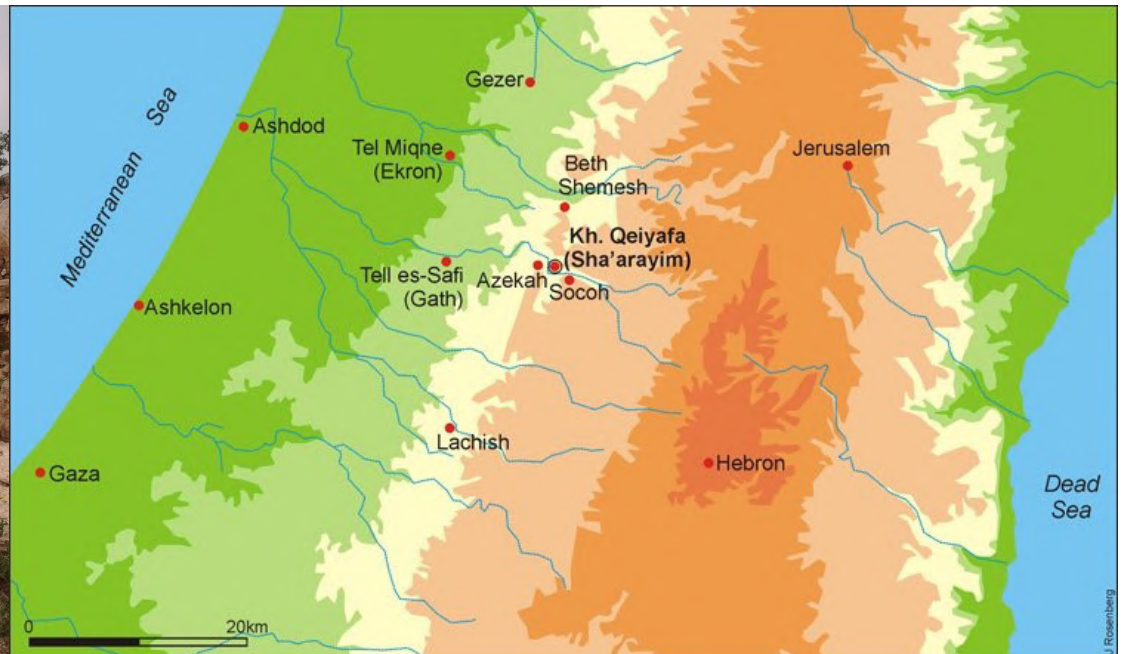 Mediterranean Sea
Gezer
Ashdod
Tel Miqne
(Ekron)
Beth
Shemesh
Jerusalem
Kh. Qeiyafa
(Sha'arayim)
Tell es-Safi
(Gath)
Azekah
Socoh
Ashkelon
Lachish
Hebron
Gaza
Dead
Sea
0 20km
J Rosenberg